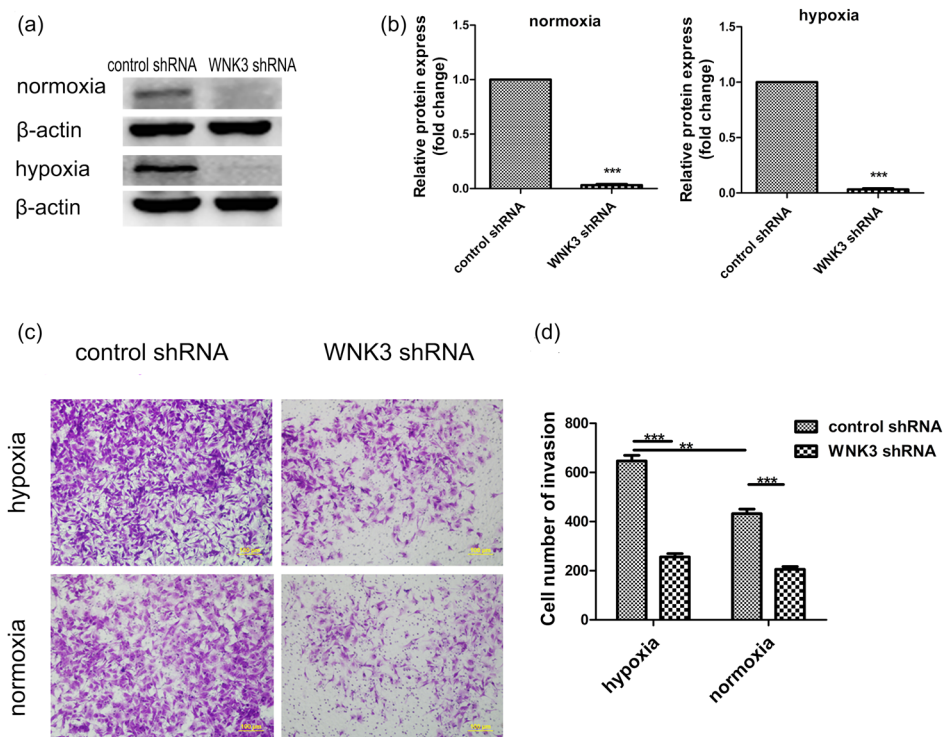 (a)
control shRNA WNK3 shRNA
normoxia
β-actin
hypoxia
β-actin
(b)
normoxia
Relative protein express
(fold change)
1.5
1.0
0.5
0.0
***
control shRNA
WNK3 shRNA
hypoxia
Relative protein express
(fold change)
1.5
1.0
0.5
0.0
***
control shRNA
WNK3 shRNA
(c)
control shRNA
WNK3 shRNA
hypoxia
normoxia
100 μm
(d)
Cell number of invasion
800
600
400
200
0
***
**
***
control shRNA
WNK3 shRNA
hypoxia
normoxia